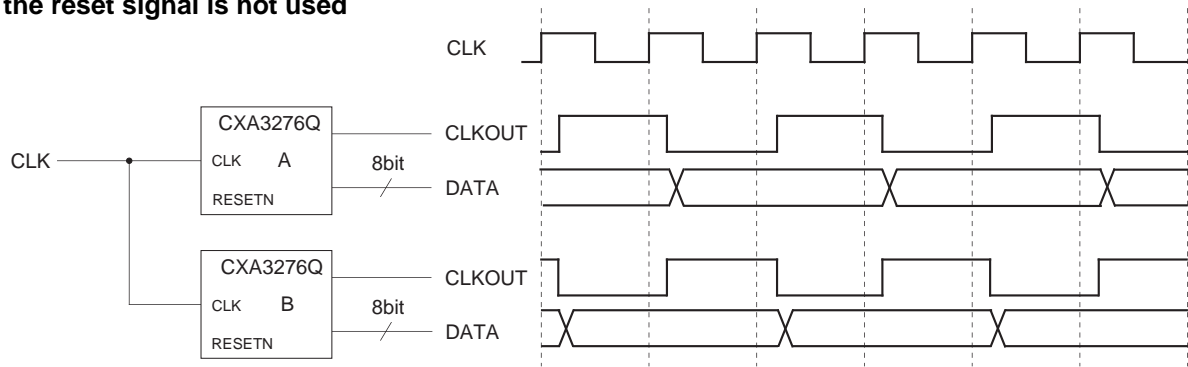 the reset signal is not used
CLK
CLK
CXA3276Q
CLK A
RESETN
8bit
CLKOUT
DATA
CXA3276Q
CLK B
RESETN
8bit
CLKOUT
DATA